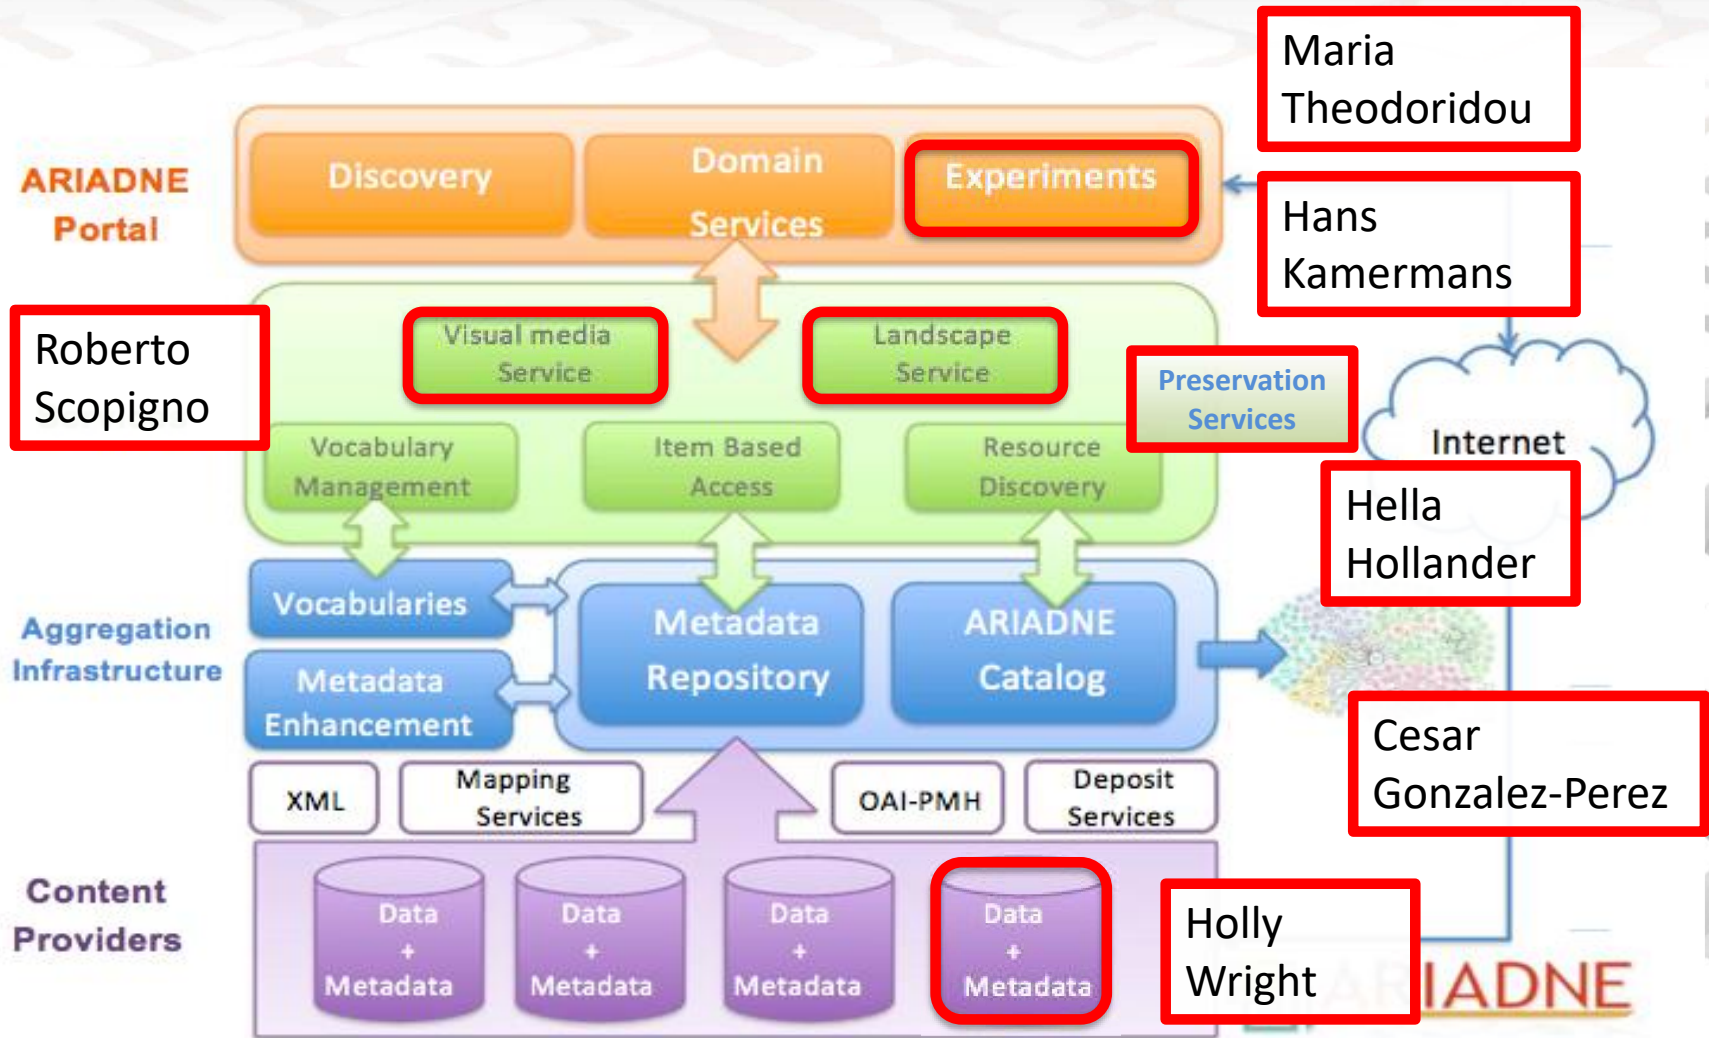 Maria
Theodoridou
ARIADNE
Portal
Discovery
Domain
Services
Experiments
Hans
Kamermans
Roberto
Scopigno
Visual media
Service
Landscape
Service
Preservation
Services
Internet
Vocabulary
Management
Item Based
Access
Resource
Discovery
Hella
Hollander
Aggregation
Infrastructure
Vocabularies
Metadata
Enhancement
Metadata
Repository
ARIADNE
Catalog
Cesar
Gonzalez-Perez
XML
Mapping
Services
OAI-PMH
Deposit
Services
Content
Providers
Data
+
Metadata
Data
+
Metadata
Data
+
Metadata
Data
+
Metadata
Holly
Wright
ARIADNE